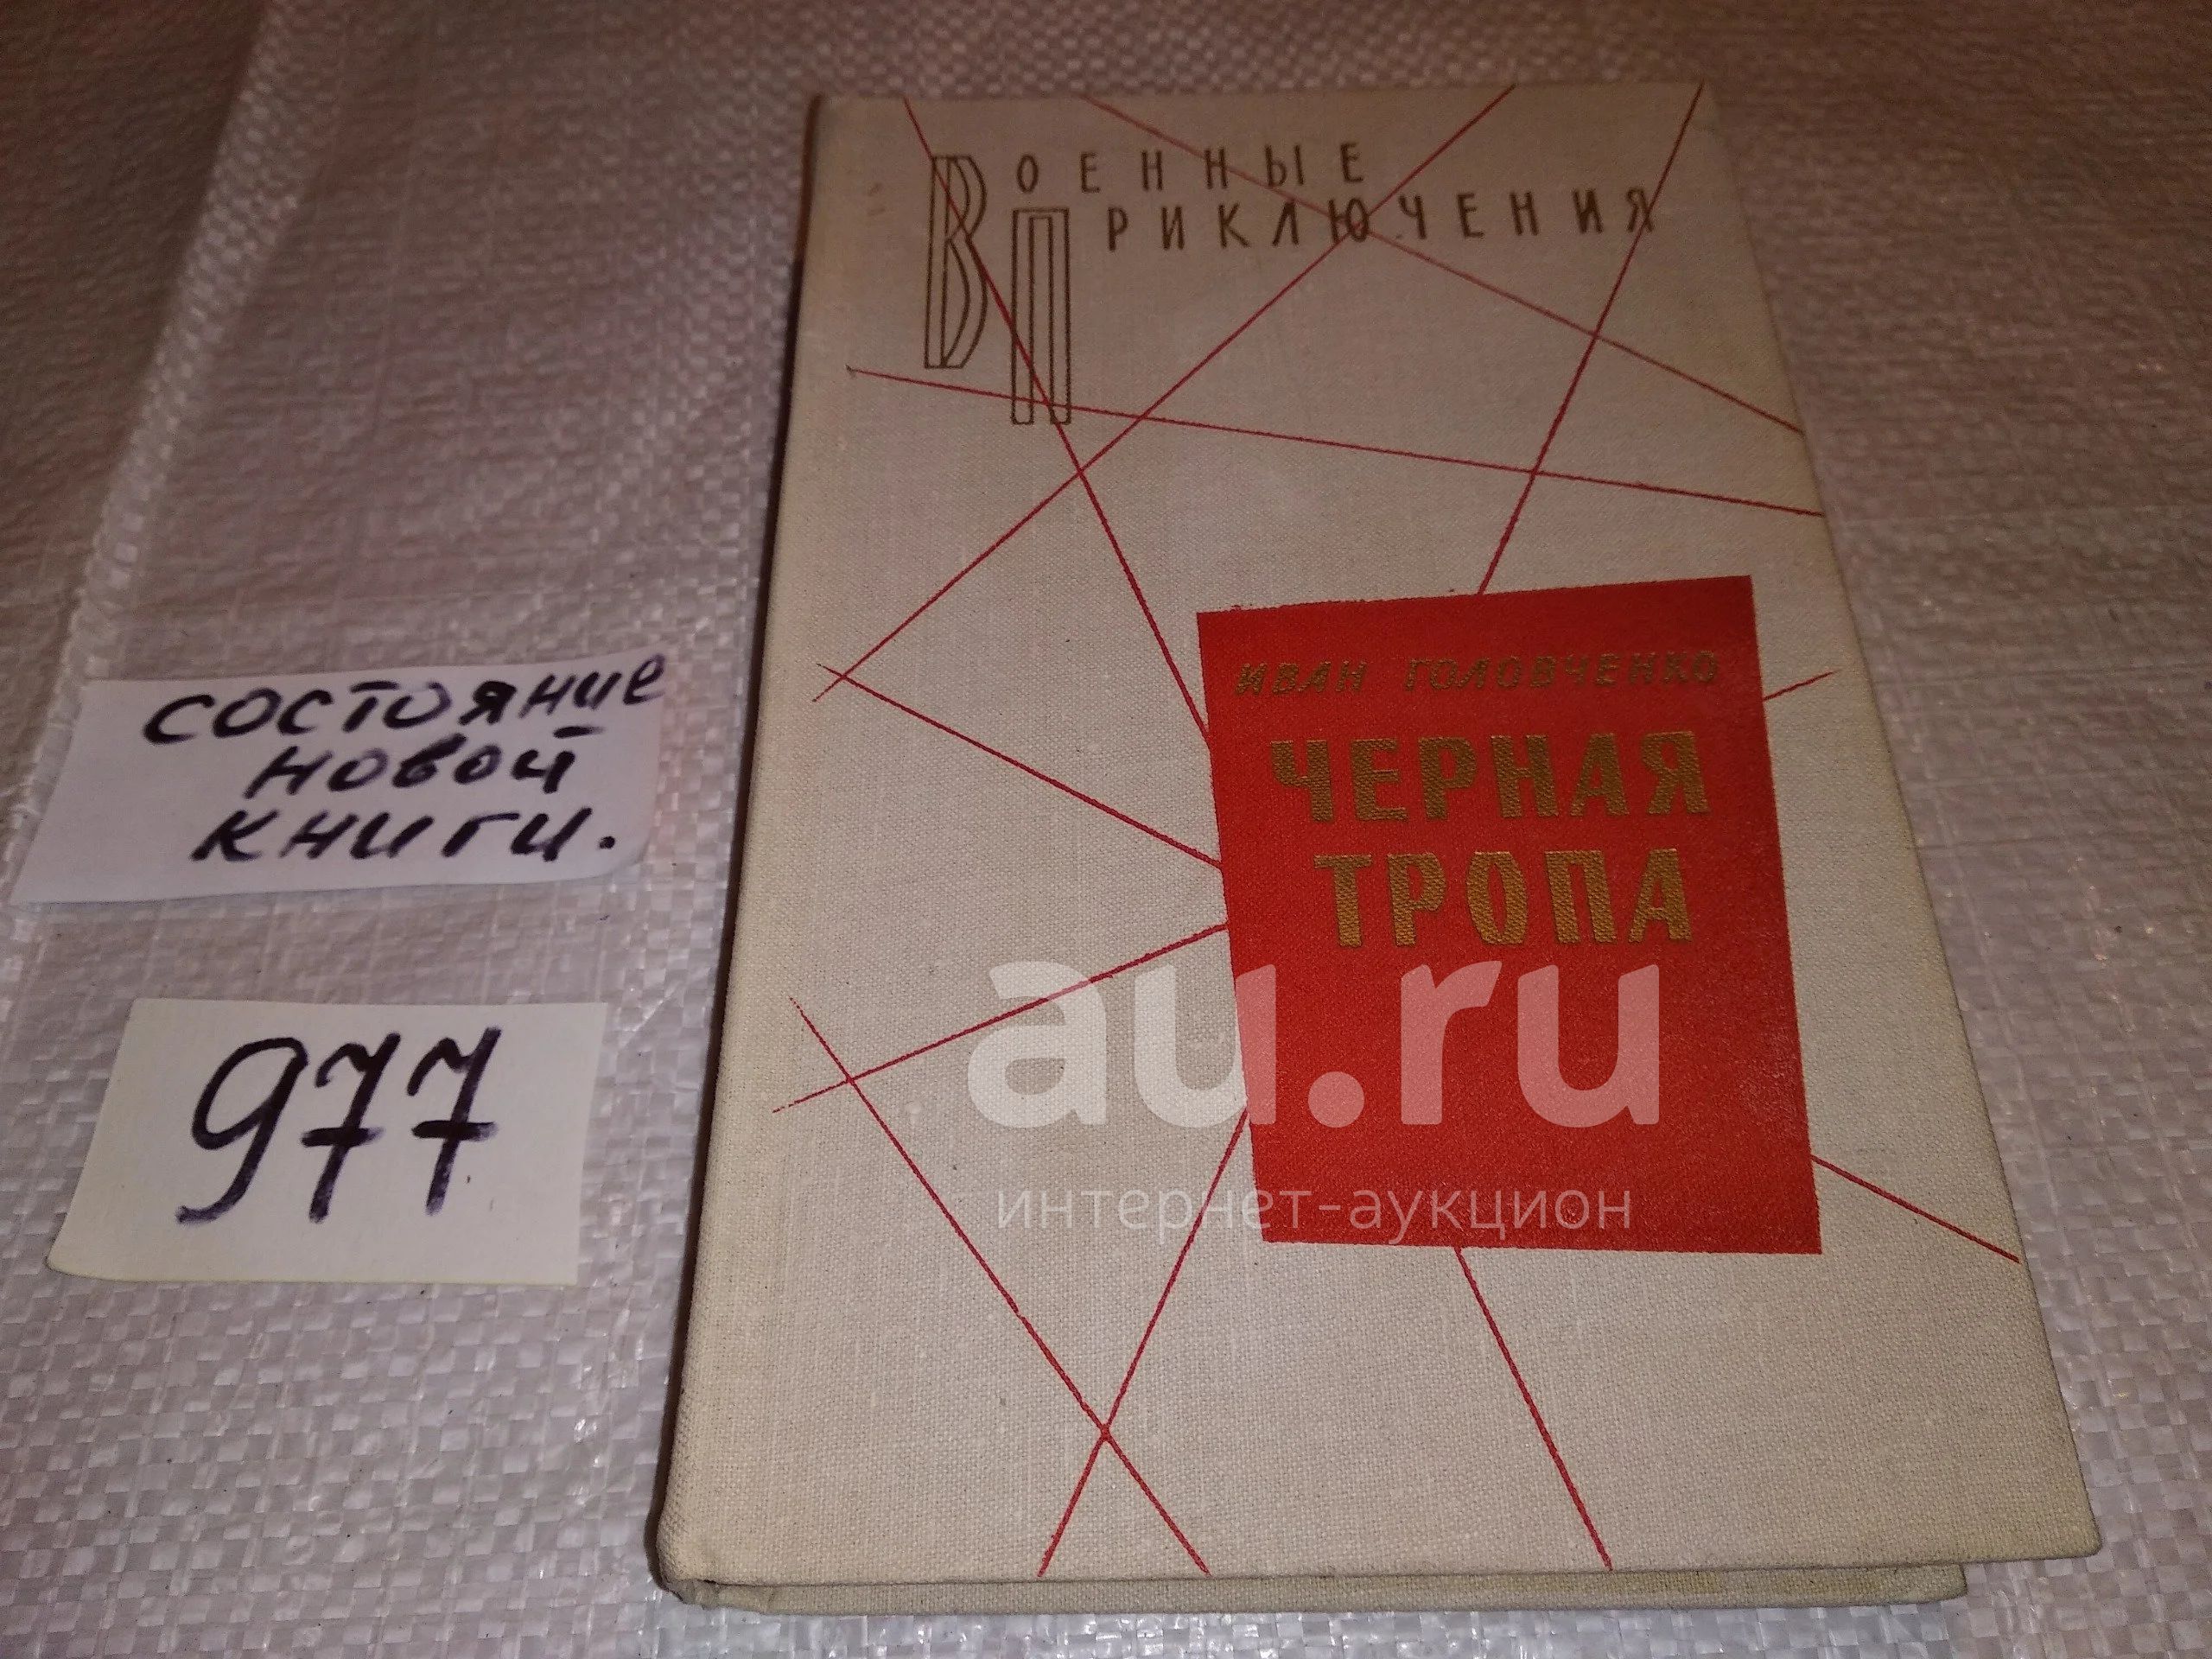 ВОЕННЫЕ
ПРИКЛЮЧЕНИЯ
ИВАН ГОЛОВЧЕНКО
ЧЕРНАЯ
ТРОПА
состояние
новой
книги.
977
au.ru
интернет-аукцион